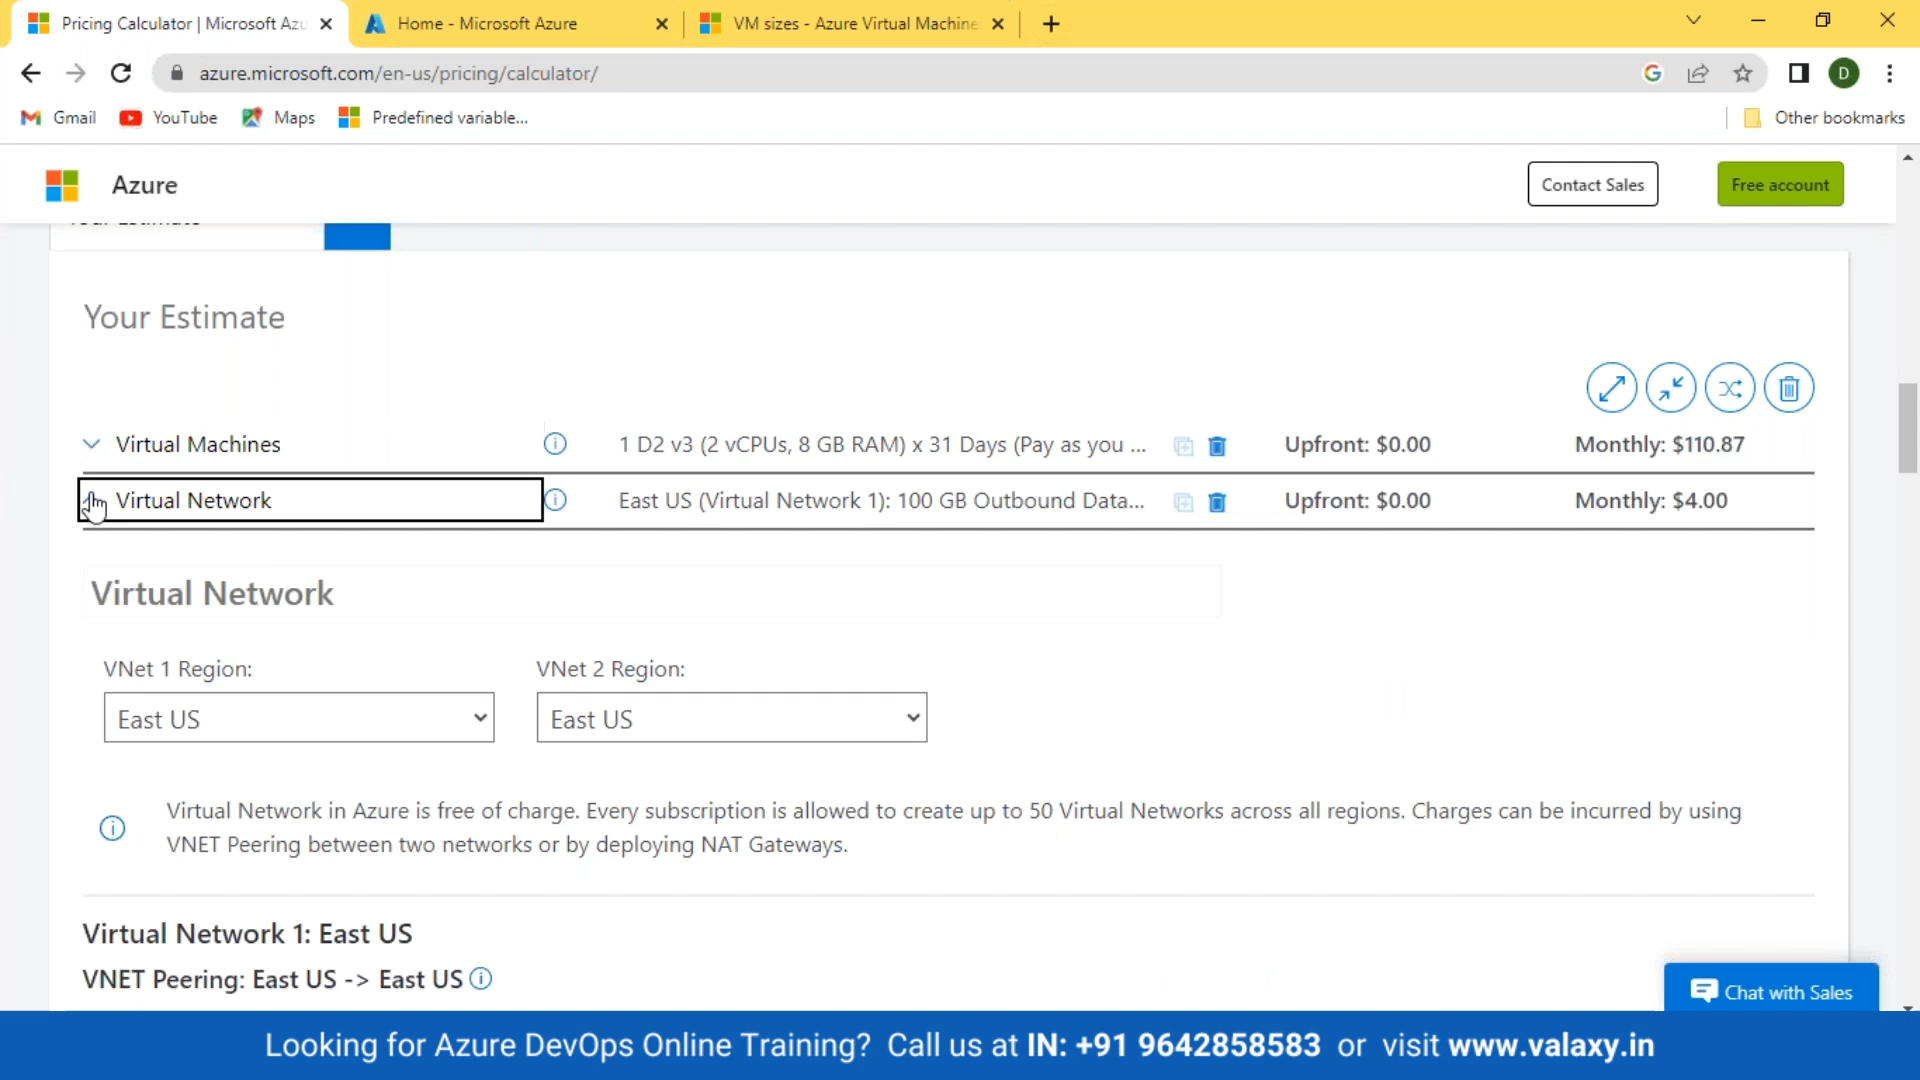 Pricing Calculator | Microsoft Azu
Home - Microsoft Azure
VM sizes - Azure Virtual Machine
azure.microsoft.com/en-us/pricing/calculator/
D
Gmail
YouTube
Maps
Predefined variable...
Other bookmarks
Azure
Contact Sales
Free account
Your Estimate
Your Estimate
Virtual Machines
1 D2 v3 (2 vCPUs, 8 GB RAM) x 31 Days (Pay as you ...
Upfront: $0.00
Monthly: $110.87
Virtual Network
East US (Virtual Network 1): 100 GB Outbound Data...
Upfront: $0.00
Monthly: $4.00
Virtual Network
VNet 1 Region:
VNet 2 Region:
East US
East US
Virtual Network in Azure is free of charge. Every subscription is allowed to create up to 50 Virtual Networks across all regions. Charges can be incurred by using
VNET Peering between two networks or by deploying NAT Gateways.
Virtual Network 1: East US
VNET Peering: East US -> East US
Chat with Sales
Looking for Azure DevOps Online Training? Call us at IN: +91 9642858583 or visit www.valaxy.in